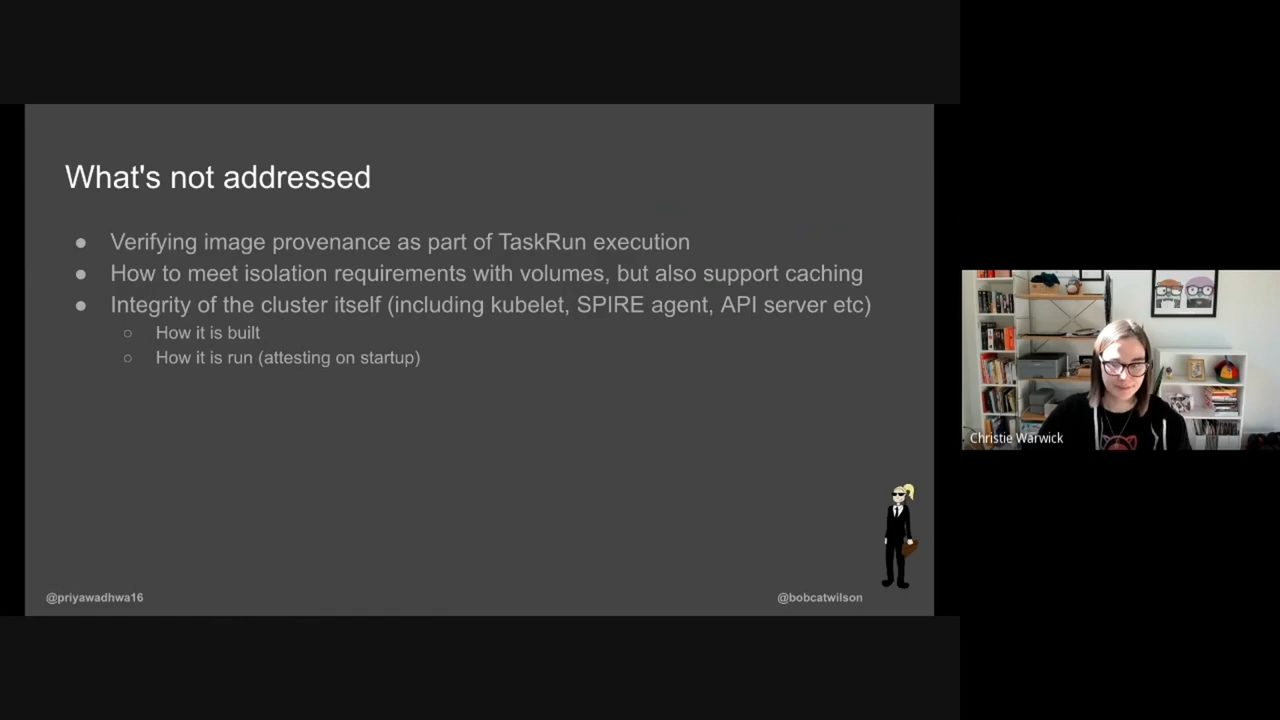 What's not addressed
● Verifying image provenance as part of TaskRun execution
● How to meet isolation requirements with volumes, but also support caching
● Integrity of the cluster itself (including kubelet, SPIRE agent, API server etc)
○ How it is built
○ How it is run (attesting on startup)
@priyawadhwa16
@bobcatwilson
Christie Warwick